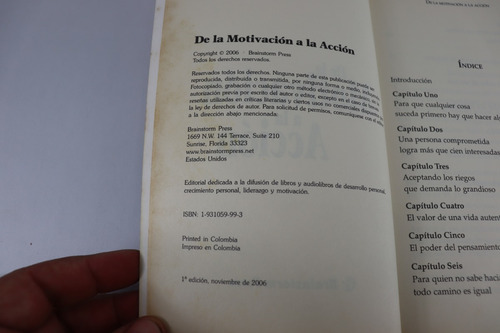 De la Motivación a la Acción
Copyright © 2006 Brainstorm Press
Todos los derechos reservados.
Reservados todos los derechos. Ninguna parte de esta publicación puede ser
reproducida, distribuida o transmitida, por ninguna forma o medio, incluyendo:
Fotocopiado, grabación o cualquier otro método electrónico o mecánico, sin la
autorización previa por escrito del autor o editor, excepto en el caso de breves
reseñas utilizadas en críticas literarias y ciertos usos no comerciales dispuestos por
la ley de derechos de autor. Para solicitud de permisos, comuníquese con el editor
a la dirección abajo mencionada:
Brainstorm Press
1669 N.W. 144 Terrace, Suite 210
Sunrise, Florida 33323
www.brainstormpress.net
Estados Unidos
Editorial dedicada a la difusión de libros y audiolibros de desarrollo personal,
crecimiento personal, liderazgo y motivación.
ISBN: 1-931059-99-3
Printed in Colombia
Impreso en Colombia
1ª edición, noviembre de 2006
De la motivación a la acción
Índice
Introducción
Capítulo Uno
Para que cualquier cosa
suceda primero hay que hacer al
Capítulo Dos
Una persona comprometida
logra más que cien interesadas
Capítulo Tres
Aceptando los riegos
que demanda lo grandioso
Capítulo Cuatro
El valor de una vida autent
Capítulo Cinco
El poder del pensamiento
Capítulo Seis
Para quien no sabe hacia
todo camino es igual